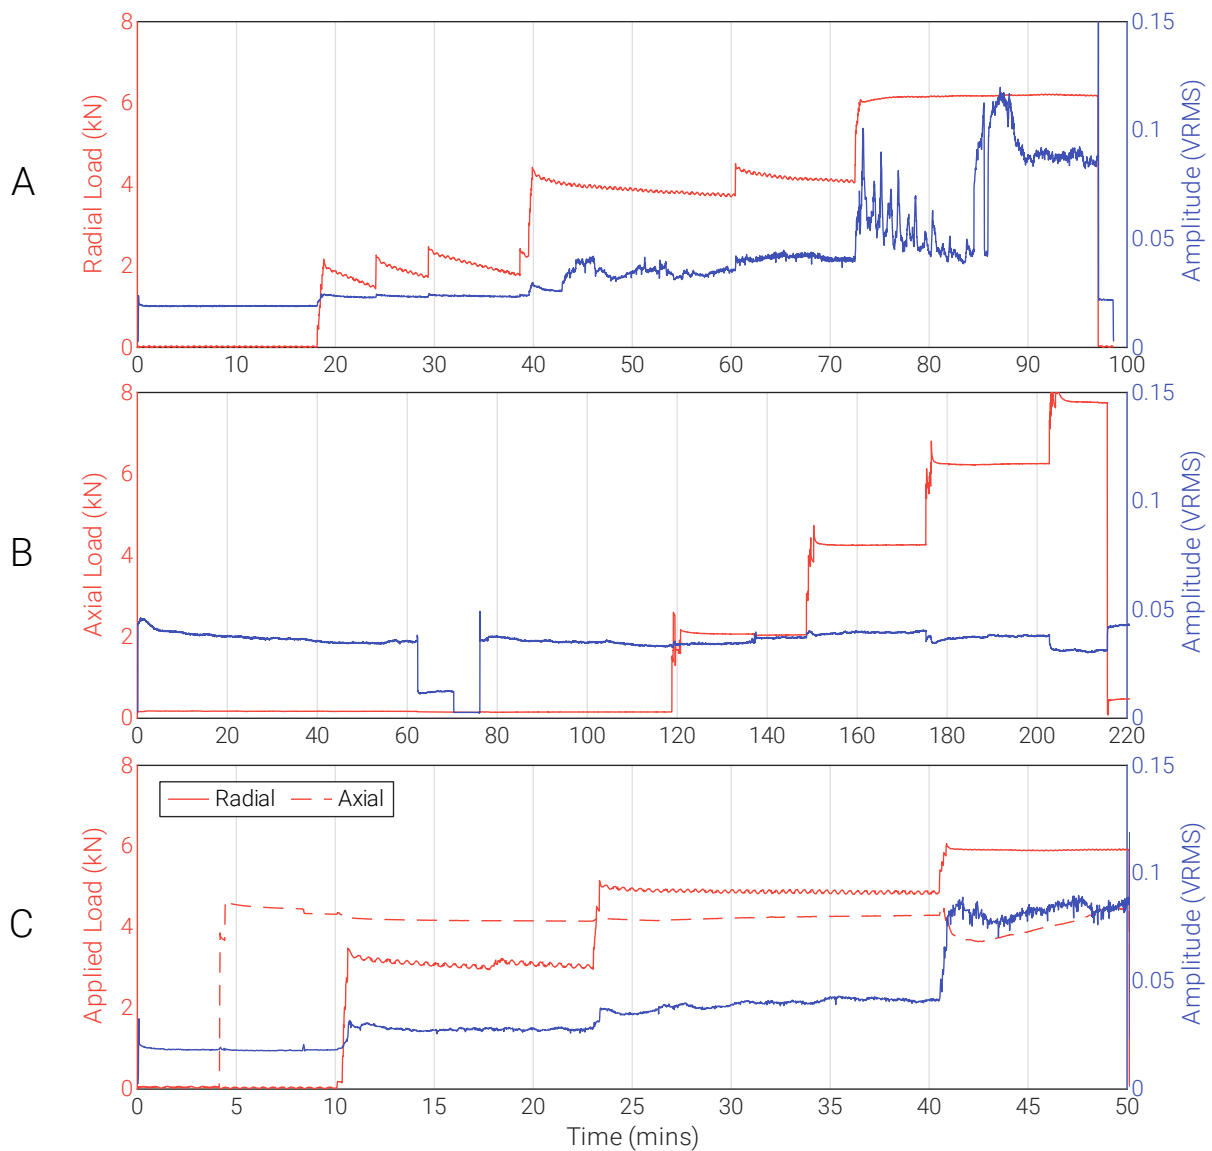 A
Radial Load (kN)
8
6
4
2
0
0.15
0.1
0.05
0
Amplitude (VRMS)
0 10 20 30 40 50 60 70 80 90 100
B
Axial Load (kN)
8
6
4
2
0
0.15
0.1
0.05
0
Amplitude (VRMS)
0 20 40 60 80 100 120 140 160 180 200 220
C
Applied Load (kN)
8
6
4
2
0
Radial Axial
0.15
0.1
0.05
0
Amplitude (VRMS)
0 5 10 15 20 25 30 35 40 45 50
Time (mins)